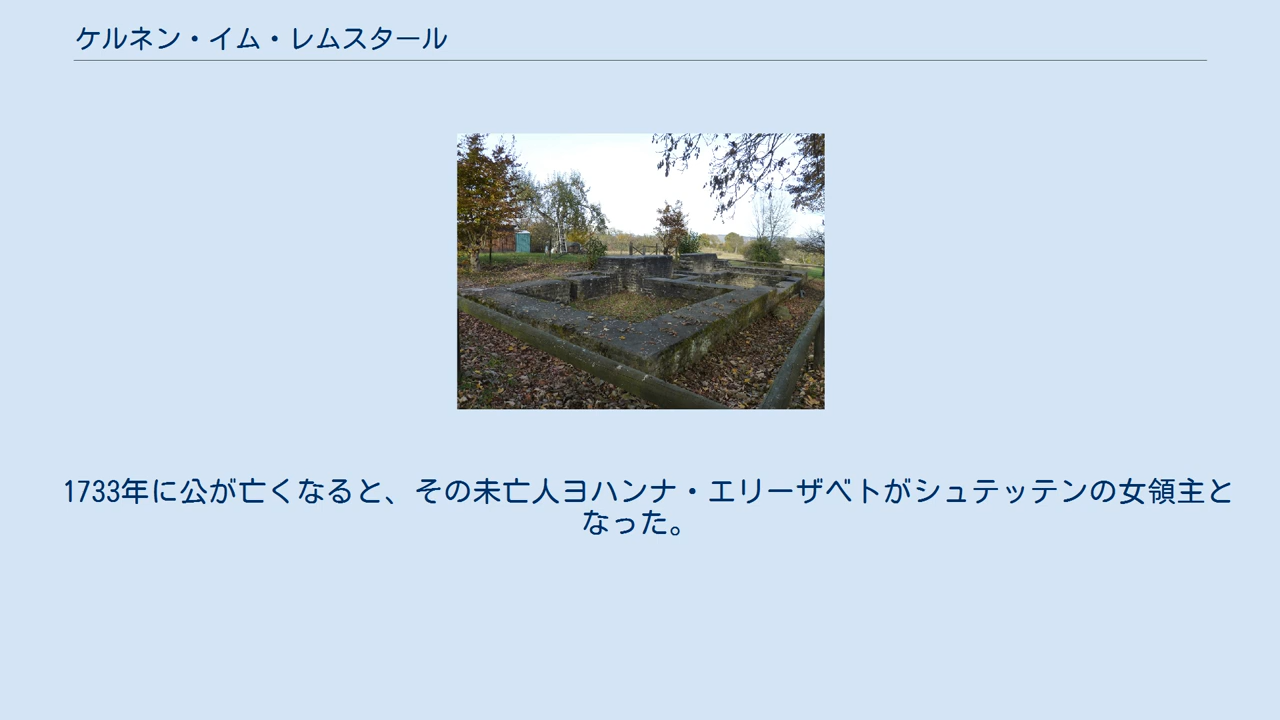 ケルネン・イム・レムスタール
1733年に公が亡くなると、その未亡人ヨハンナ・エリーザベトがシュテッテンの女領主と
なった。